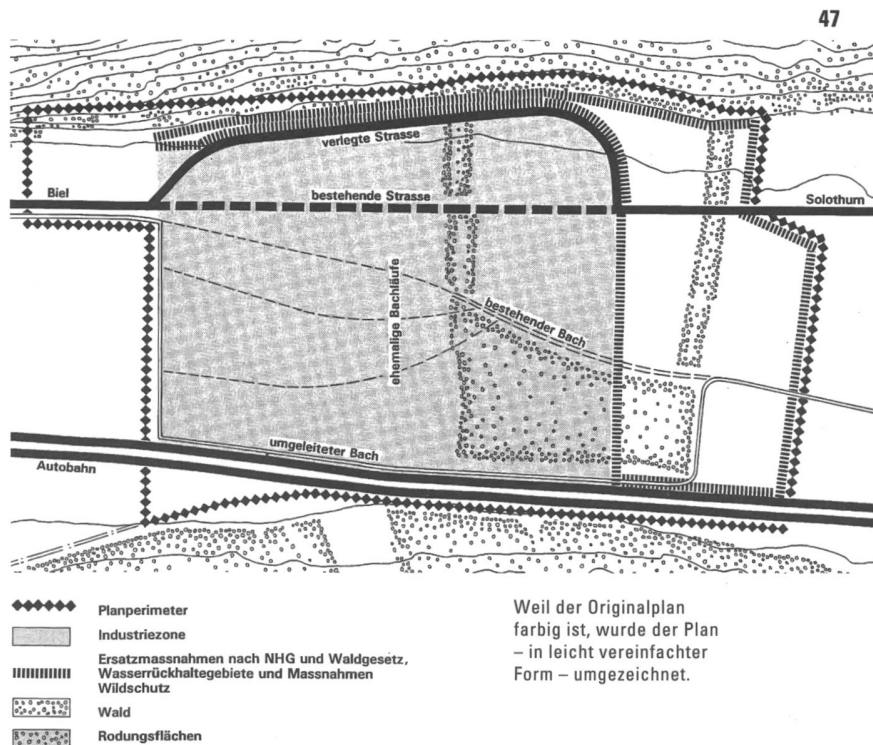 47
verlegte Strasse
Biel
bestehende Strasse
Solothurn
ehemalige Bachläufe
bestehender Bach
umgeleiteter Bach
Autobahn
Planperimeter
Industriezone
Ersatzmassnahmen nach NHG und Waldgesetz,
Wasserrückhaltegebiete und Massnahmen
Wildschutz
Wald
Rodungsflächen
Weil der Originalplan
farbig ist, wurde der Plan
– in leicht vereinfachter
Form – umgezeichnet.